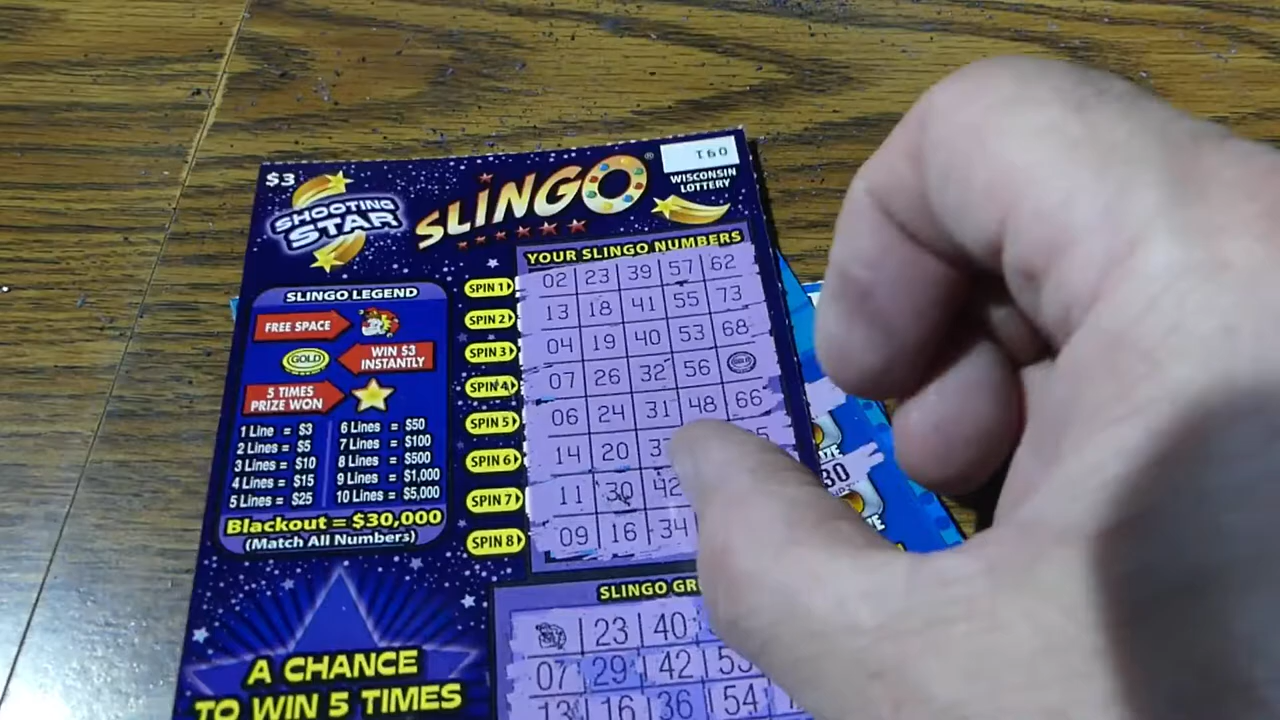 $3
SHOOTING
STAR
SLINGO®
160
WISCONSIN
LOTTERY
YOUR SLINGO NUMBERS
SLINGO LEGEND
FREE SPACE
GOLD WIN $3
INSTANTLY
5 TIMES
PRIZE WON
1 Line = $3 6 Lines = $50
2 Lines = $5 7 Lines = $100
3 Lines = $10 8 Lines = $500
4 Lines = $15 9 Lines = $1,000
5 Lines = $25 10 Lines = $5,000
Blackout = $30,000
(Match All Numbers)
SPIN 1 02 23 39 57 62
SPIN 2 13 18 41 55 73
SPIN 3 04 19 40 53 68
SPIN 4 07 26 32 56
SPIN 5 06 24 31 48 66
SPIN 6 14 20
SPIN 7 11 30 42
SPIN 8 09 16 34
30
SLINGO
23 40
07 29 42
13 16 36 54
A CHANCE
TO WIN 5 TIMES